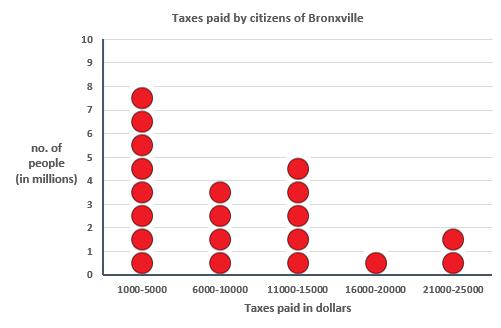 Taxes paid by citizens of Bronxville
10
9
8
7
6
5
4
3
2
1
0
no. of
people
(in millions)
1000-5000 6000-10000 11000-15000 16000-20000 21000-25000
Taxes paid in dollars